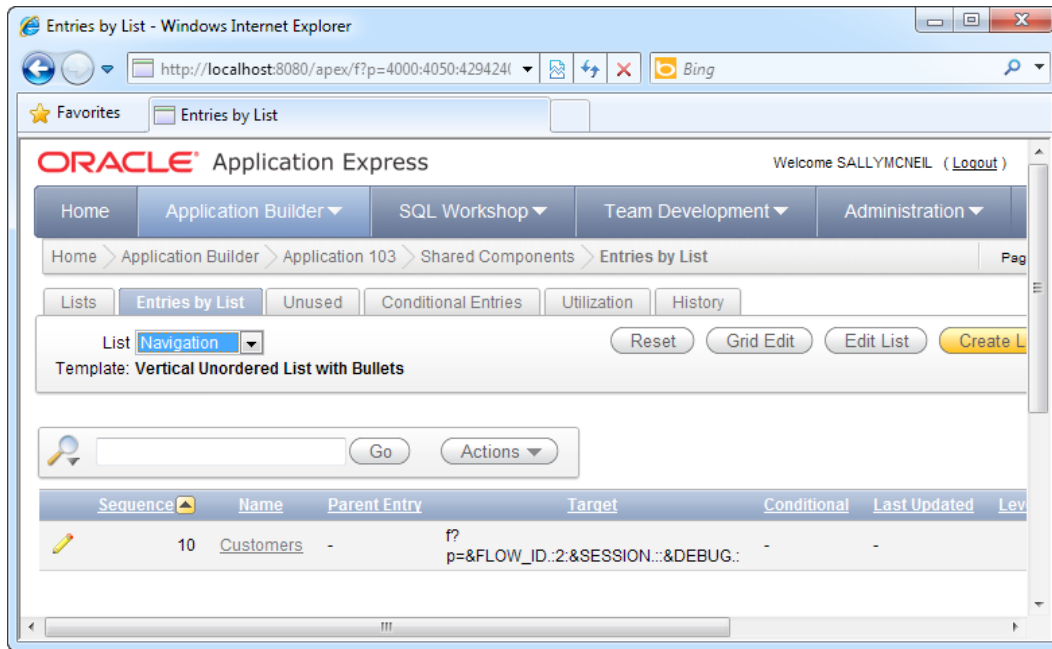 Entries by List - Windows Internet Explorer
http://localhost:8080/apex/f?p=4000:4050:429424( Bing
Favorites Entries by List
ORACLE Application Express Welcome SALLYMCNEIL ( Logout )
Home Application Builder SQL Workshop Team Development Administration
Home Application Builder Application 103 Shared Components Entries by List Pag
Lists Entries by List Unused Conditional Entries Utilization History
List Navigation Reset Grid Edit Edit List Create L
Template: Vertical Unordered List with Bullets
Go Actions
Sequence Name Parent Entry Target Conditional Last Updated Lev
10 Customers - f? - -
p=&FLOW_ID.:2:&SESSION.::&DEBUG.: